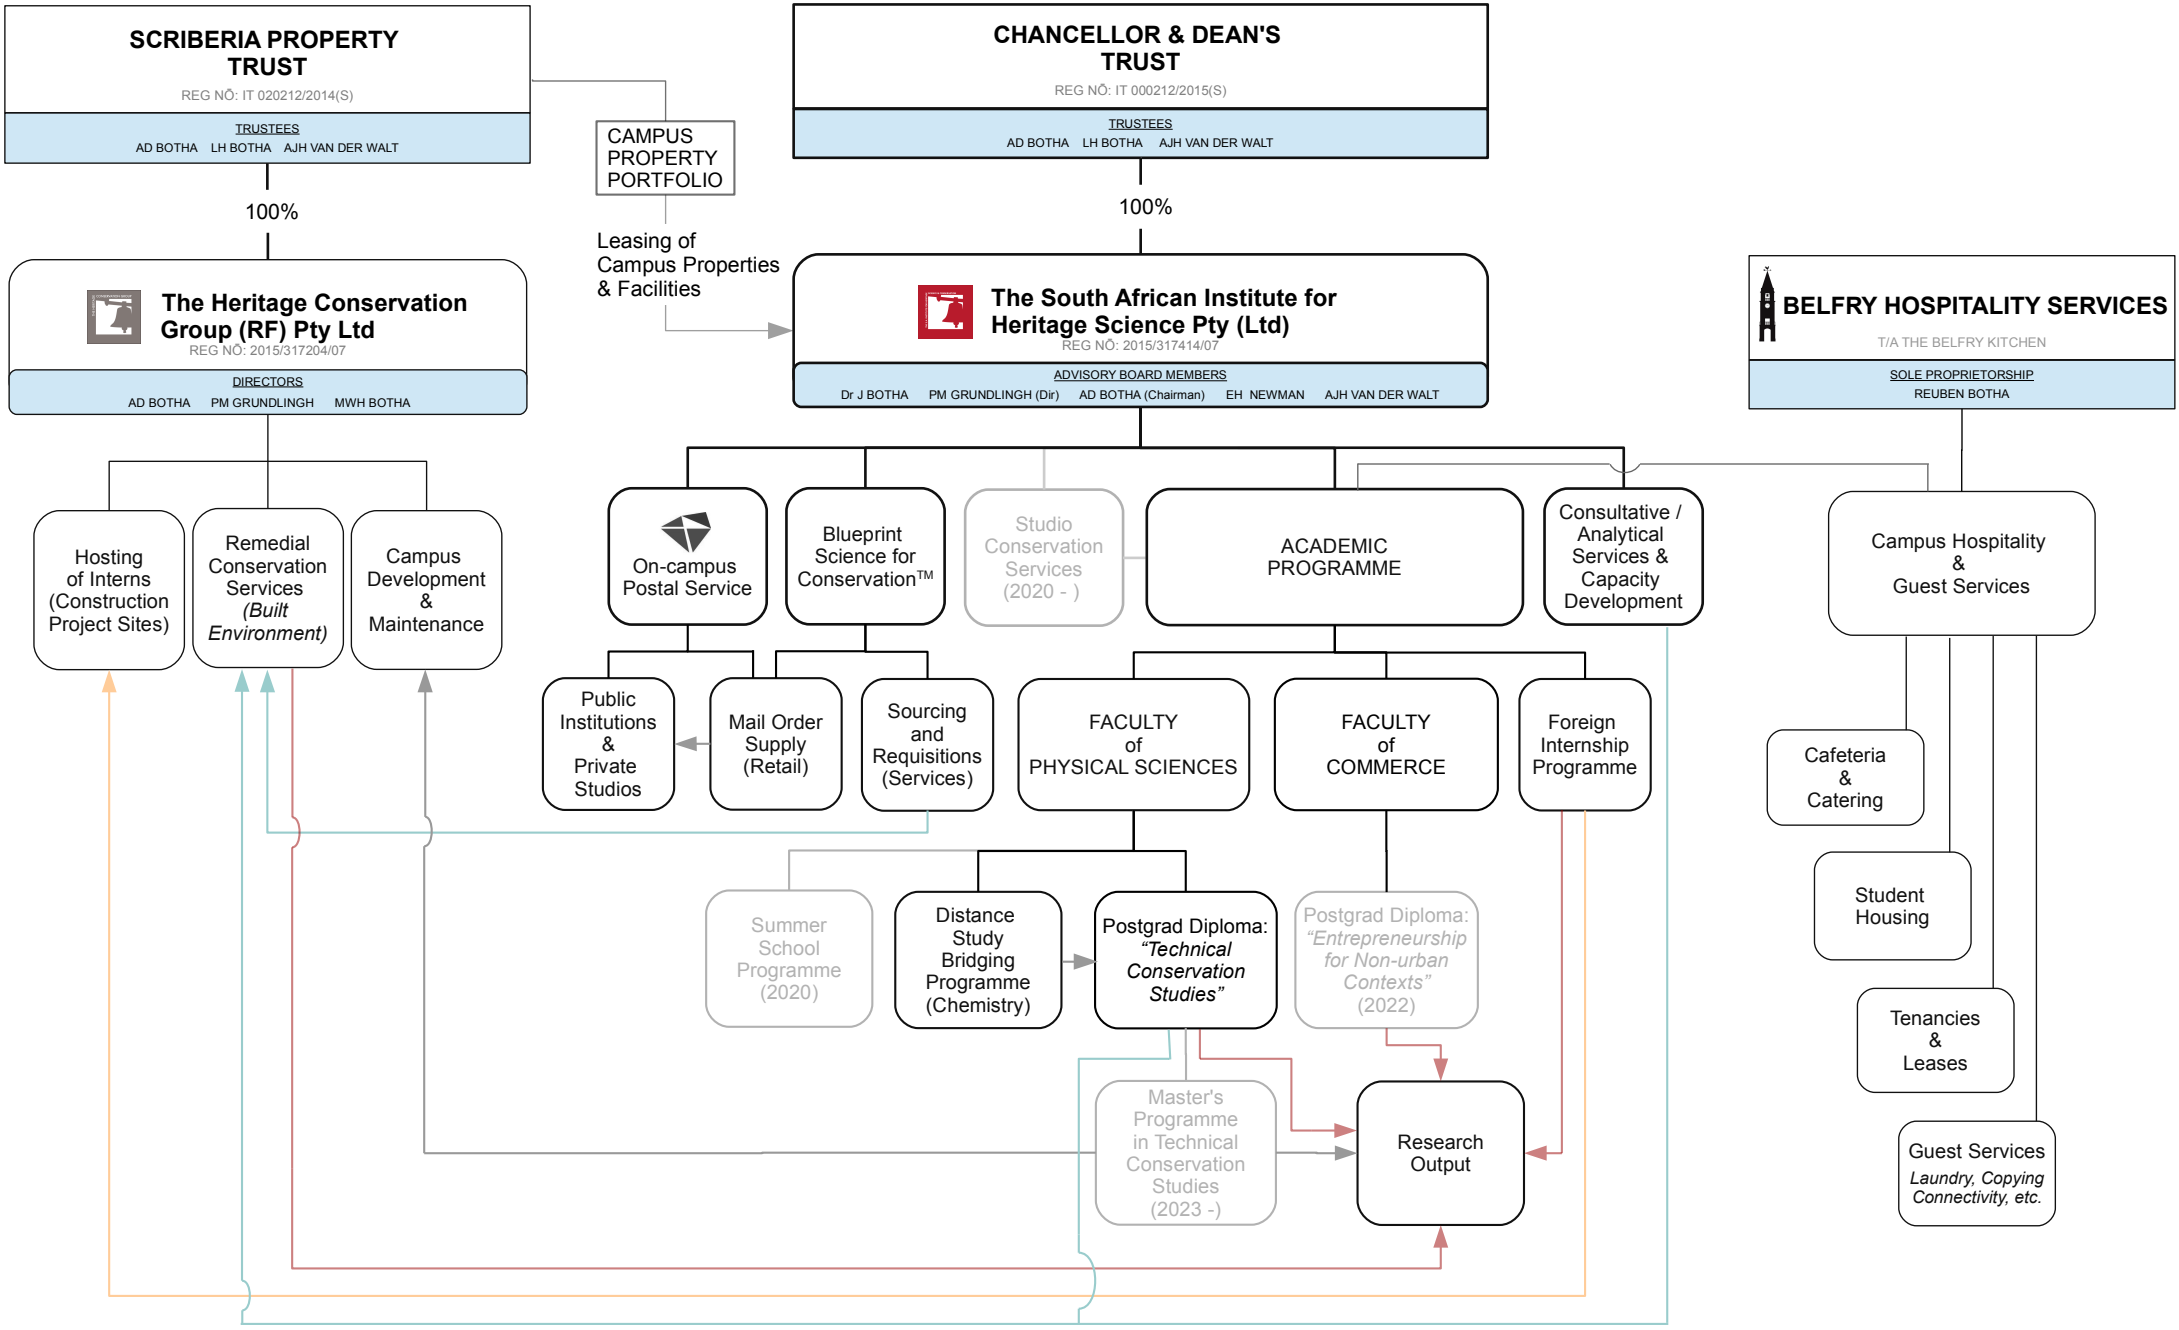 SCRIBERIA PROPERTY
TRUST
REG NÕ: IT 020212/2014(S)
TRUSTEES
AD BOTHA LH BOTHA AJH VAN DER WALT
100%
CAMPUS
PROPERTY
PORTFOLIO
Leasing of
Campus Properties
& Facilities
CHANCELLOR & DEAN'S
TRUST
REG NÕ: IT 000212/2015(S)
TRUSTEES
AD BOTHA LH BOTHA AJH VAN DER WALT
100%
The Heritage Conservation
Group (RF) Pty Ltd
REG NÕ: 2015/317204/07
DIRECTORS
AD BOTHA PM GRUNDLINGH MWH BOTHA
The South African Institute for
Heritage Science Pty (Ltd)
REG NÕ: 2015/317414/07
ADVISORY BOARD MEMBERS
Dr J BOTHA PM GRUNDLINGH (Dir) AD BOTHA (Chairman) EH NEWMAN AJH VAN DER WALT
BELFRY HOSPITALITY SERVICES
T/A THE BELFRY KITCHEN
SOLE PROPRIETORSHIP
REUBEN BOTHA
Hosting
of Interns
(Construction
Project Sites)
Remedial
Conservation
Services
(Built
Environment)
Campus
Development
&
Maintenance
On-campus
Postal Service
Blueprint
Science for
Conservation™
Studio
Conservation
Services
(2020 - )
ACADEMIC
PROGRAMME
Consultative /
Analytical
Services &
Capacity
Development
Campus Hospitality
&
Guest Services
Public
Institutions
&
Private
Studios
Mail Order
Supply
(Retail)
Sourcing
and
Requisitions
(Services)
FACULTY
of
PHYSICAL SCIENCES
FACULTY
of
COMMERCE
Foreign
Internship
Programme
Cafeteria
&
Catering
Student
Housing
Tenancies
&
Leases
Guest Services
Laundry, Copying
Connectivity, etc.
Summer
School
Programme
(2020)
Distance
Study
Bridging
Programme
(Chemistry)
Postgrad Diploma:
“Technical
Conservation
Studies”
Postgrad Diploma:
“Entrepreneurship
for Non-urban
Contexts”
(2022)
Master's
Programme
in Technical
Conservation
Studies
(2023 -)
Research
Output